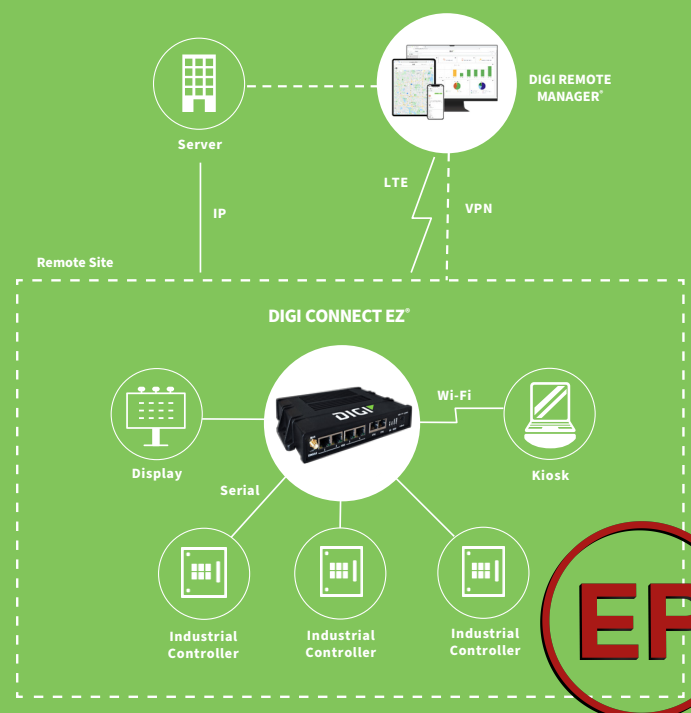 DIGI REMOTE
MANAGER®
Server
LTE
IP
VPN
Remote Site
DIGI CONNECT EZ®
DIGI
Wi-Fi
Display
Kiosk
Serial
Industrial
Controller
Industrial
Controller
Industrial
Controller
EP